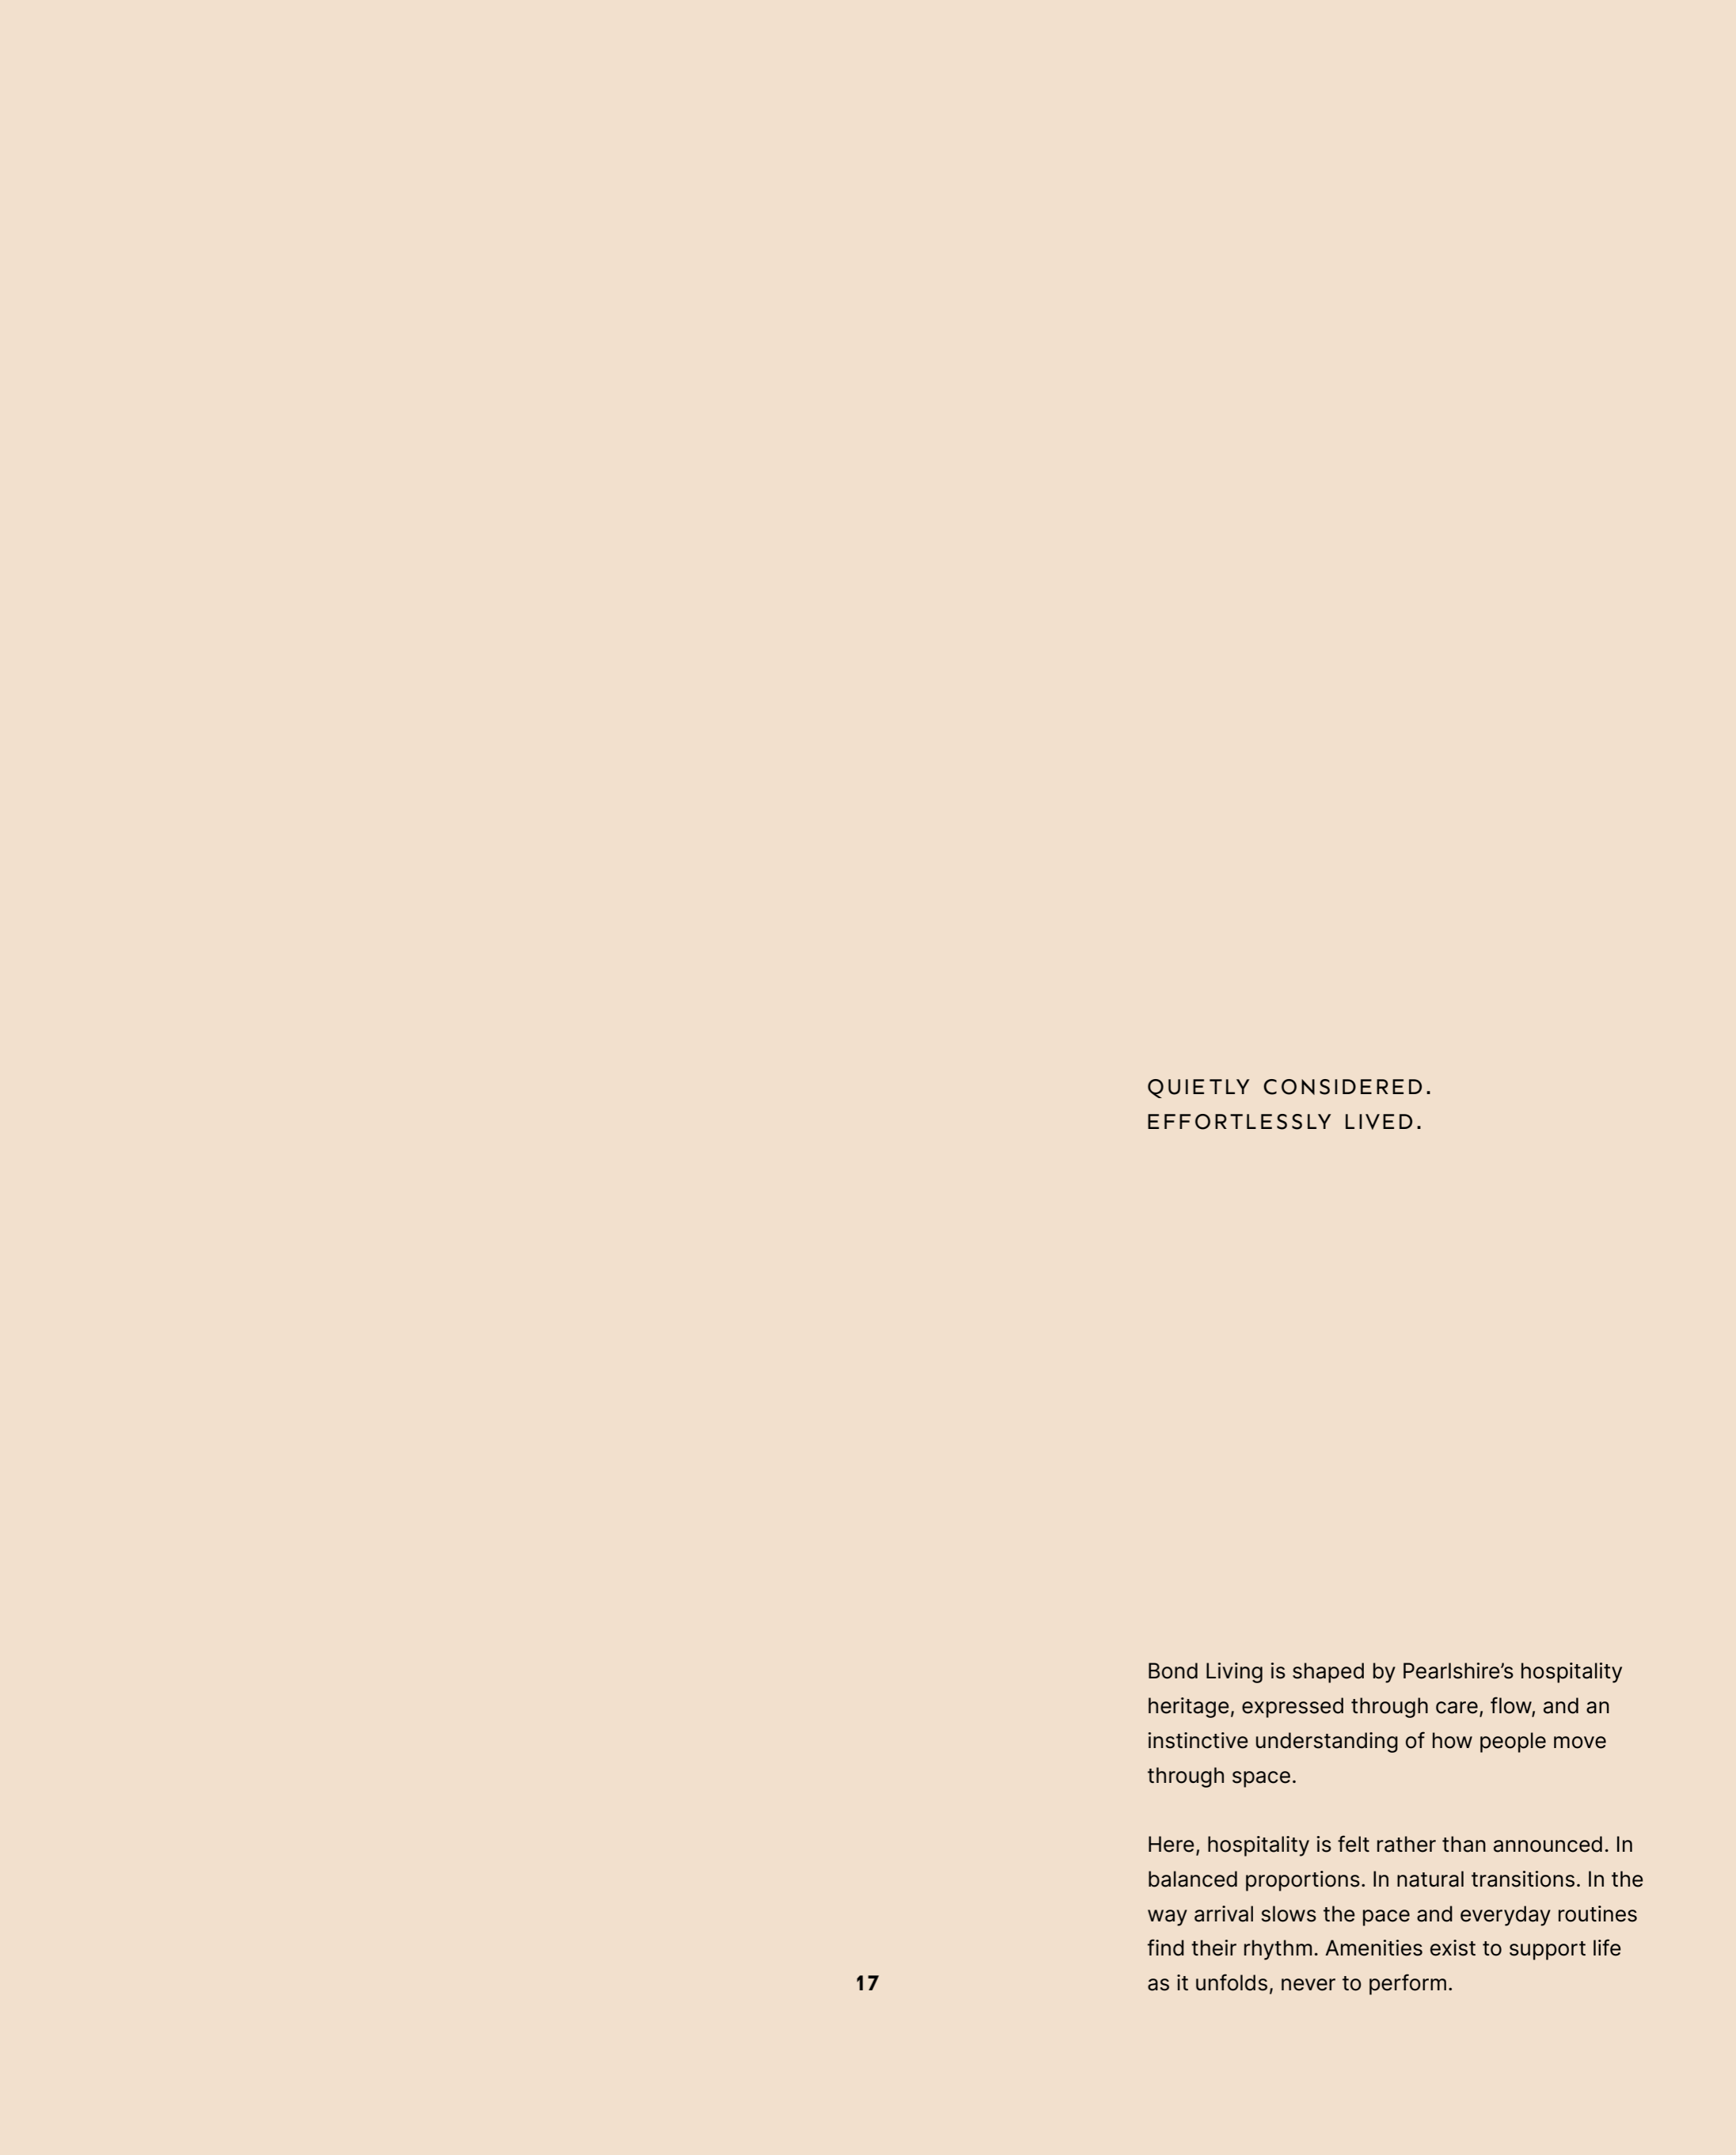 QUIETLY CONSIDERED.
EFFORTLESSLY LIVED.
Bond Living is shaped by Pearlshire’s hospitality
heritage, expressed through care, flow, and an
instinctive understanding of how people move
through space.
Here, hospitality is felt rather than announced. In
balanced proportions. In natural transitions. In the
way arrival slows the pace and everyday routines
find their rhythm. Amenities exist to support life
as it unfolds, never to perform.
17